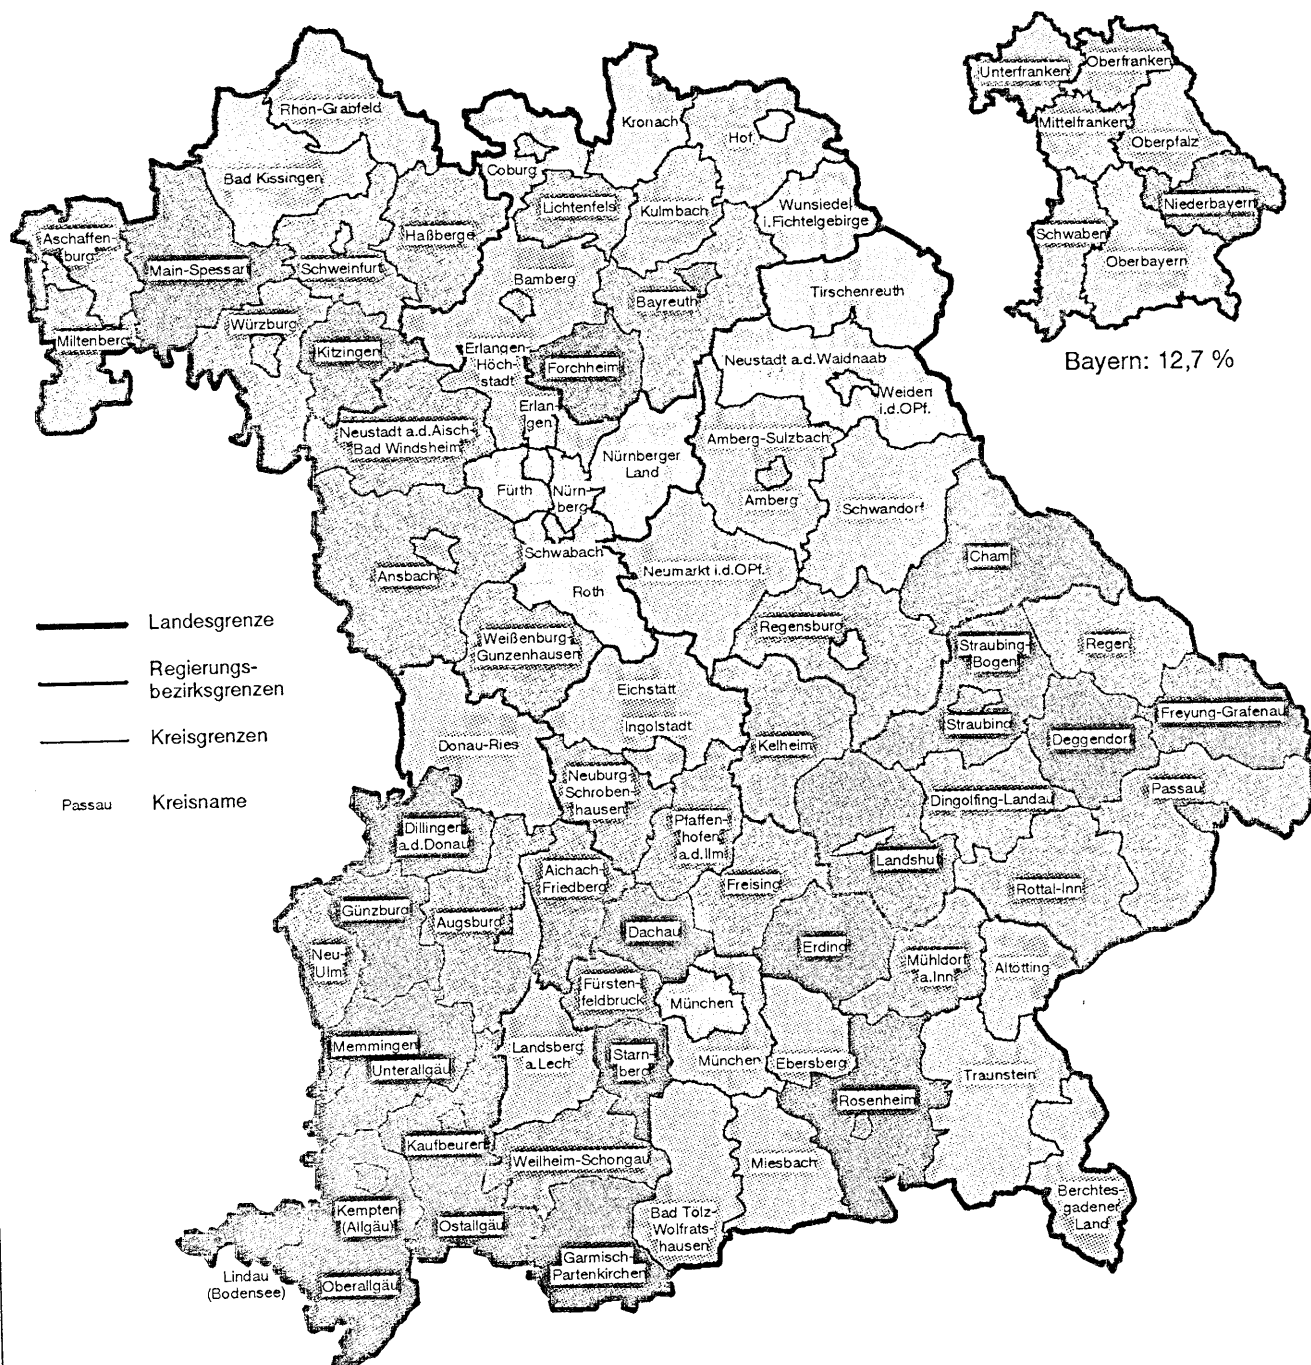 Unterfranken
Oberfranken
Mittelfranken
Oberpfalz
Niederbayern
Schwaben
Oberbayern
Bayern: 12,7 %
Rhön-Grabfeld
Bad Kissingen
Kronach
Hof
Coburg
Lichtenfels
Kulmbach
Wunsiedel
i.Fichtelgebirge
Aschaffen-
burg
Main-Spessar
Schweinfurt
Haßberge
Bamberg
Bayreuth
Tirschenreuth
Miltenberg
Würzburg
Kitzingen
Erlangen-
Höch-
stadt
Forchheim
Neustadt a.d.Waldnaab
Weiden
i.d.OPf.
Neustadt a.d.Aisch-
Bad Windsheim
Erlan-
gen
Fürth
Nürn-
berg
Nürnberger
Land
Amberg-Sulzbach
Amberg
Schwandorf
Cham
Ansbach
Schwabach
Roth
Neumarkt i.d.OPf.
Weißenburg-
Gunzenhausen
Regensburg
Straubing-
Bogen
Straubing
Regen
Freyung-Grafenau
Deggendorf
Landesgrenze
Regierungs-
bezirksgrenzen
Kreisgrenzen
Passau
Kreisname
Donau-Ries
Eichstätt
Ingolstadt
Neuburg-
Schroben-
hausen
Kelheim
Dingolfing-Landau
Passau
Dillingen
a.d.Donau
Pfaffen-
hofen
a.d.Ilm
Landshut
Rottal-Inn
Aichach-
Friedberg
Freising
Günzburg
Augsburg
Dachau
Erding
Mühldorf
a.Inn
Altötting
Neu-
Ulm
Fürsten-
feldbruck
München
Memmingen
Unterallgäu
Landsberg
a.Lech
Starn-
berg
München
Ebersberg
Rosenheim
Traunstein
Kaufbeuren
Weilheim-Schongau
Miesbach
Bad Tölz-
Wolfrats-
hausen
Berchtes-
gadener
Land
Kempten
(Allgäu)
Ostallgäu
Garmisch-
Partenkirchen
Lindau
(Bodensee)
Oberallgäu